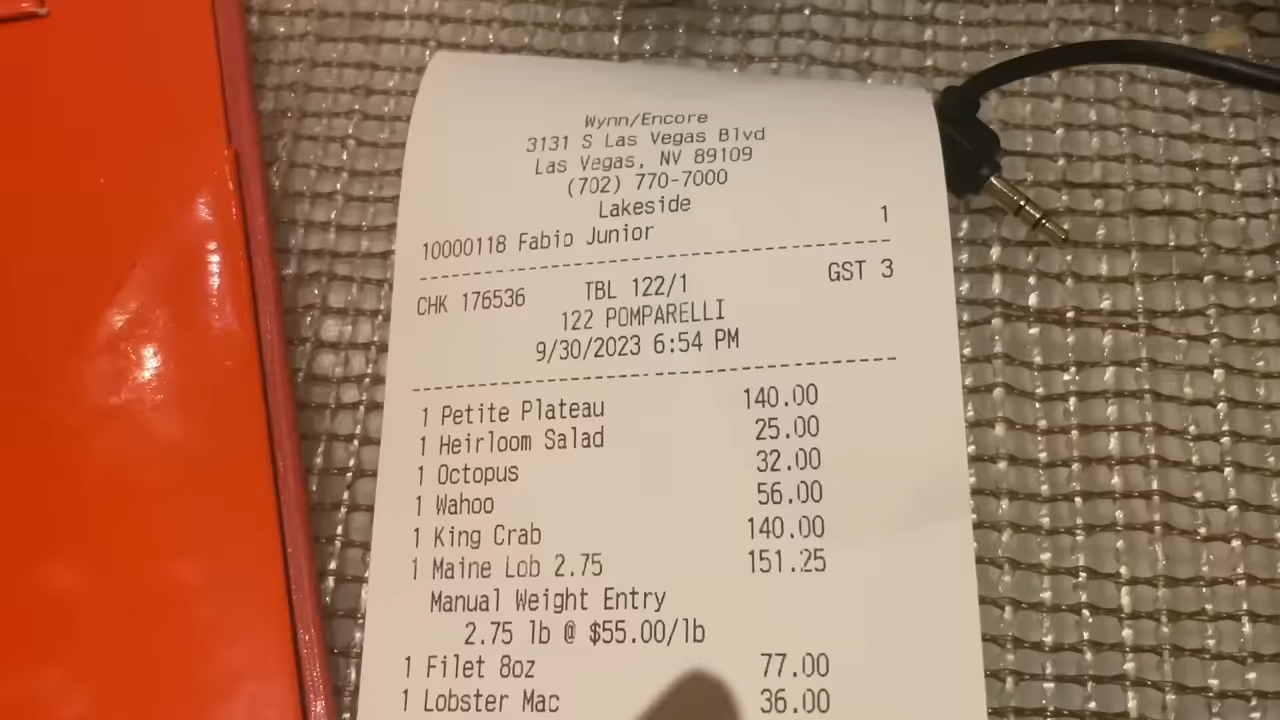 Wynn/Encore
3131 S Las Vegas Blvd
Las Vegas, NV 89109
(702) 770-7000
Lakeside
10000118 Fabio Junior 1
CHK 176536 TBL 122/1 GST 3
122 POMPARELLI
9/30/2023 6:54 PM
1 Petite Plateau 140.00
1 Heirloom Salad 25.00
1 Octopus 32.00
1 Wahoo 56.00
1 King Crab 140.00
1 Maine Lob 2.75 151.25
Manual Weight Entry
2.75 lb @ $55.00/lb
1 Filet 8oz 77.00
1 Lobster Mac 36.00